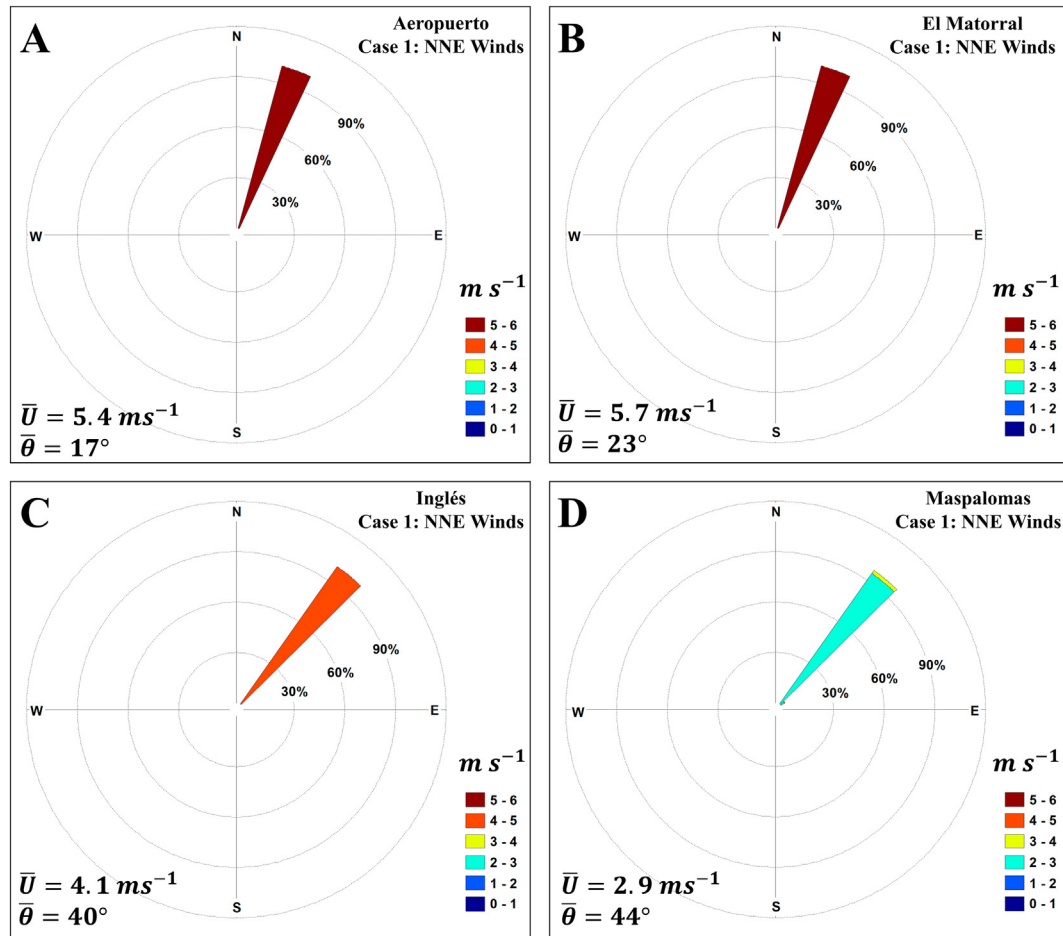 A
Aeropuerto
Case 1: NNE Winds
N
90%
60%
30%
W
E
m s⁻¹
5 - 6
4 - 5
3 - 4
2 - 3
1 - 2
0 - 1
U̅ = 5.4 ms⁻¹
θ̅ = 17°
S
B
El Matorral
Case 1: NNE Winds
N
90%
60%
30%
W
E
m s⁻¹
5 - 6
4 - 5
3 - 4
2 - 3
1 - 2
0 - 1
U̅ = 5.7 ms⁻¹
θ̅ = 23°
S
C
Inglés
Case 1: NNE Winds
N
90%
60%
30%
W
E
m s⁻¹
5 - 6
4 - 5
3 - 4
2 - 3
1 - 2
0 - 1
U̅ = 4.1 ms⁻¹
θ̅ = 40°
S
D
Maspalomas
Case 1: NNE Winds
N
90%
60%
30%
W
E
m s⁻¹
5 - 6
4 - 5
3 - 4
2 - 3
1 - 2
0 - 1
U̅ = 2.9 ms⁻¹
θ̅ = 44°
S